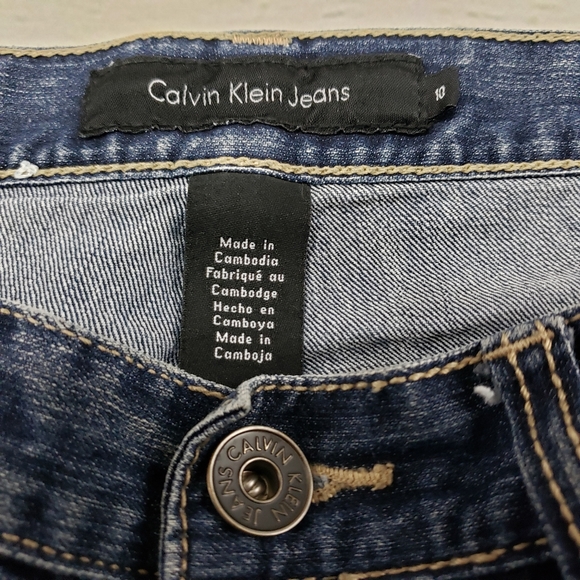 Calvin Klein Jeans
10
Made in
Cambodia
Fabriqué au
Cambodge
Hecho en
Camboya
Made in
Camboja
CALVIN KLEIN JEANS